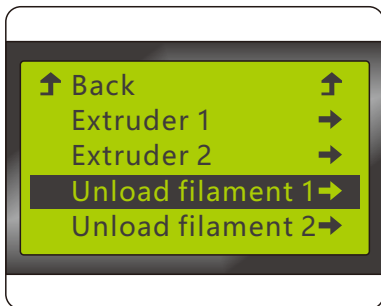 Back
Extruder 1
Extruder 2
Unload filament 1
Unload filament 2